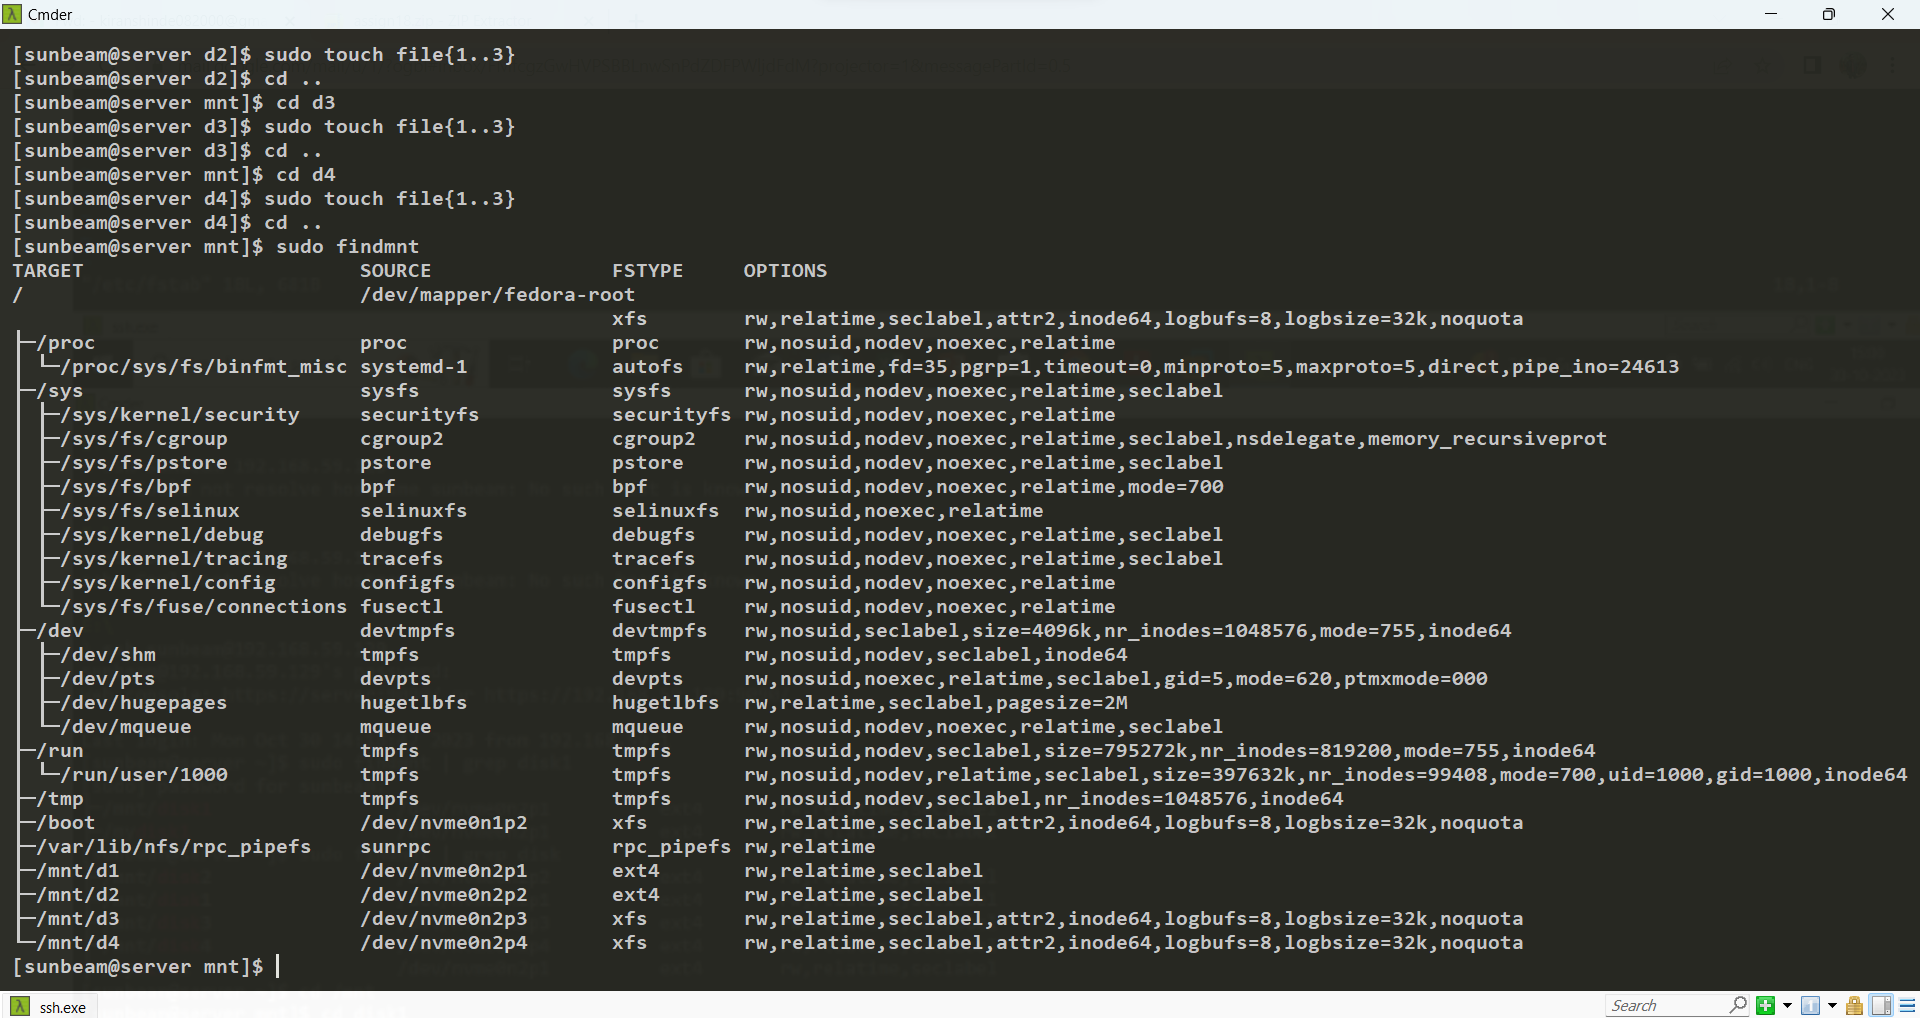 Cmder
[sunbeam@server d2]$ sudo touch file{1..3}
[sunbeam@server d2]$ cd ..
[sunbeam@server mnt]$ cd d3
[sunbeam@server d3]$ sudo touch file{1..3}
[sunbeam@server d3]$ cd ..
[sunbeam@server mnt]$ cd d4
[sunbeam@server d4]$ sudo touch file{1..3}
[sunbeam@server d4]$ cd ..
[sunbeam@server mnt]$ sudo findmnt
TARGET SOURCE FSTYPE OPTIONS
/ /dev/mapper/fedora-root
xfs rw,relatime,seclabel,attr2,inode64,logbufs=8,logbsize=32k,noquota
├─/proc proc proc rw,nosuid,nodev,noexec,relatime
│ └─/proc/sys/fs/binfmt_misc systemd-1 autofs rw,relatime,fd=35,pgrp=1,timeout=0,minproto=5,maxproto=5,direct,pipe_ino=24613
├─/sys sysfs sysfs rw,nosuid,nodev,noexec,relatime,seclabel
│ ├─/sys/kernel/security securityfs securityfs rw,nosuid,nodev,noexec,relatime
│ ├─/sys/fs/cgroup cgroup2 cgroup2 rw,nosuid,nodev,noexec,relatime,seclabel,nsdelegate,memory_recursiveprot
│ ├─/sys/fs/pstore pstore pstore rw,nosuid,nodev,noexec,relatime,seclabel
│ ├─/sys/fs/bpf bpf bpf rw,nosuid,nodev,noexec,relatime,mode=700
│ ├─/sys/fs/selinux selinuxfs selinuxfs rw,nosuid,noexec,relatime
│ ├─/sys/kernel/debug debugfs debugfs rw,nosuid,nodev,noexec,relatime,seclabel
│ ├─/sys/kernel/tracing tracefs tracefs rw,nosuid,nodev,noexec,relatime,seclabel
│ ├─/sys/kernel/config configfs configfs rw,nosuid,nodev,noexec,relatime
│ └─/sys/fs/fuse/connections fusectl fusectl rw,nosuid,nodev,noexec,relatime
├─/dev devtmpfs devtmpfs rw,nosuid,seclabel,size=4096k,nr_inodes=1048576,mode=755,inode64
│ ├─/dev/shm tmpfs tmpfs rw,nosuid,nodev,seclabel,inode64
│ ├─/dev/pts devpts devpts rw,nosuid,noexec,relatime,seclabel,gid=5,mode=620,ptmxmode=000
│ ├─/dev/hugepages hugetlbfs hugetlbfs rw,relatime,seclabel,pagesize=2M
│ └─/dev/mqueue mqueue mqueue rw,nosuid,nodev,noexec,relatime,seclabel
├─/run tmpfs tmpfs rw,nosuid,nodev,seclabel,size=795272k,nr_inodes=819200,mode=755,inode64
│ └─/run/user/1000 tmpfs tmpfs rw,nosuid,nodev,relatime,seclabel,size=397632k,nr_inodes=99408,mode=700,uid=1000,gid=1000,inode64
├─/tmp tmpfs tmpfs rw,nosuid,nodev,seclabel,nr_inodes=1048576,inode64
├─/boot /dev/nvme0n1p2 xfs rw,relatime,seclabel,attr2,inode64,logbufs=8,logbsize=32k,noquota
├─/var/lib/nfs/rpc_pipefs sunrpc rpc_pipefs rw,relatime
├─/mnt/d1 /dev/nvme0n2p1 ext4 rw,relatime,seclabel
├─/mnt/d2 /dev/nvme0n2p2 ext4 rw,relatime,seclabel
├─/mnt/d3 /dev/nvme0n2p3 xfs rw,relatime,seclabel,attr2,inode64,logbufs=8,logbsize=32k,noquota
└─/mnt/d4 /dev/nvme0n2p4 xfs rw,relatime,seclabel,attr2,inode64,logbufs=8,logbsize=32k,noquota
[sunbeam@server mnt]$
ssh.exe Search